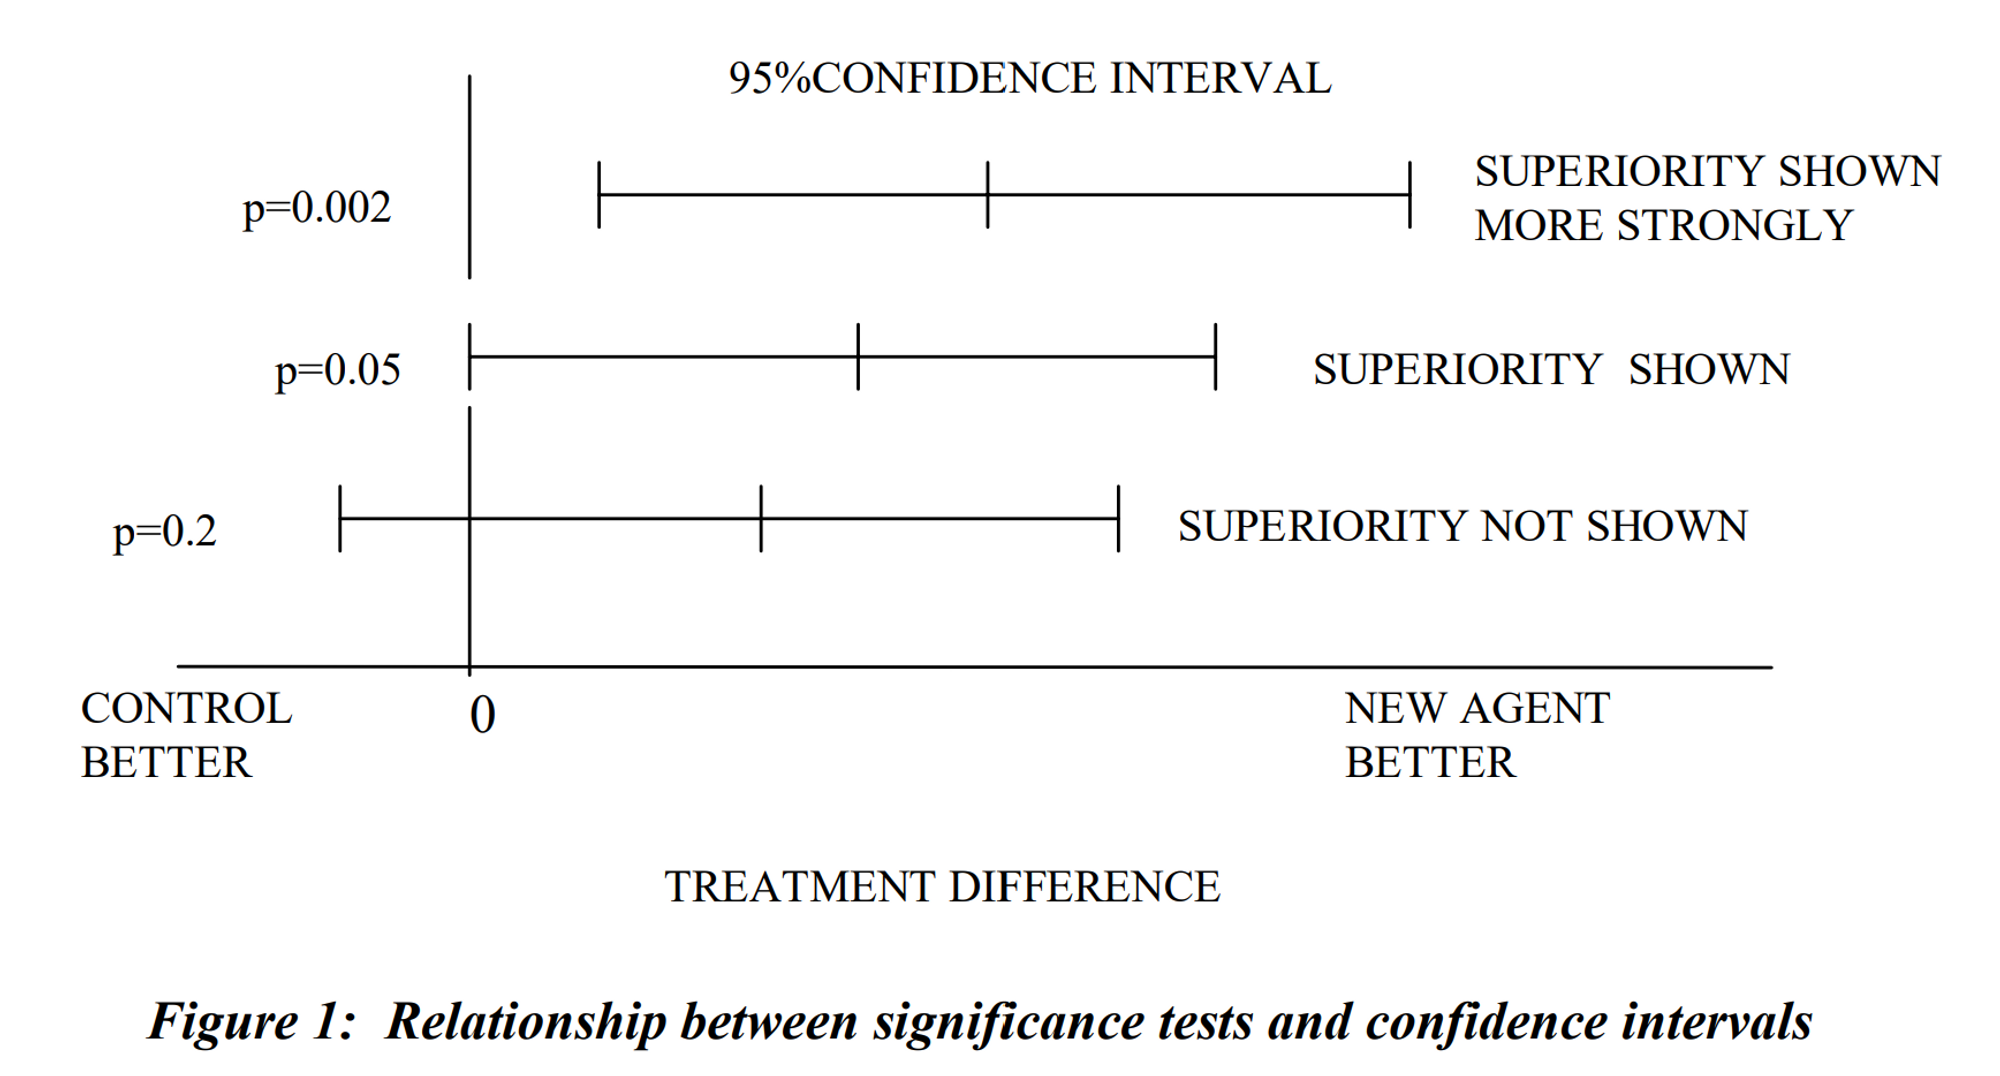 95%CONFIDENCE INTERVAL
SUPERIORITY SHOWN
MORE STRONGLY
p=0.002
p=0.05
SUPERIORITY SHOWN
p=0.2
SUPERIORITY NOT SHOWN
CONTROL
BETTER
0
NEW AGENT
BETTER
TREATMENT DIFFERENCE
Figure 1: Relationship between significance tests and confidence intervals